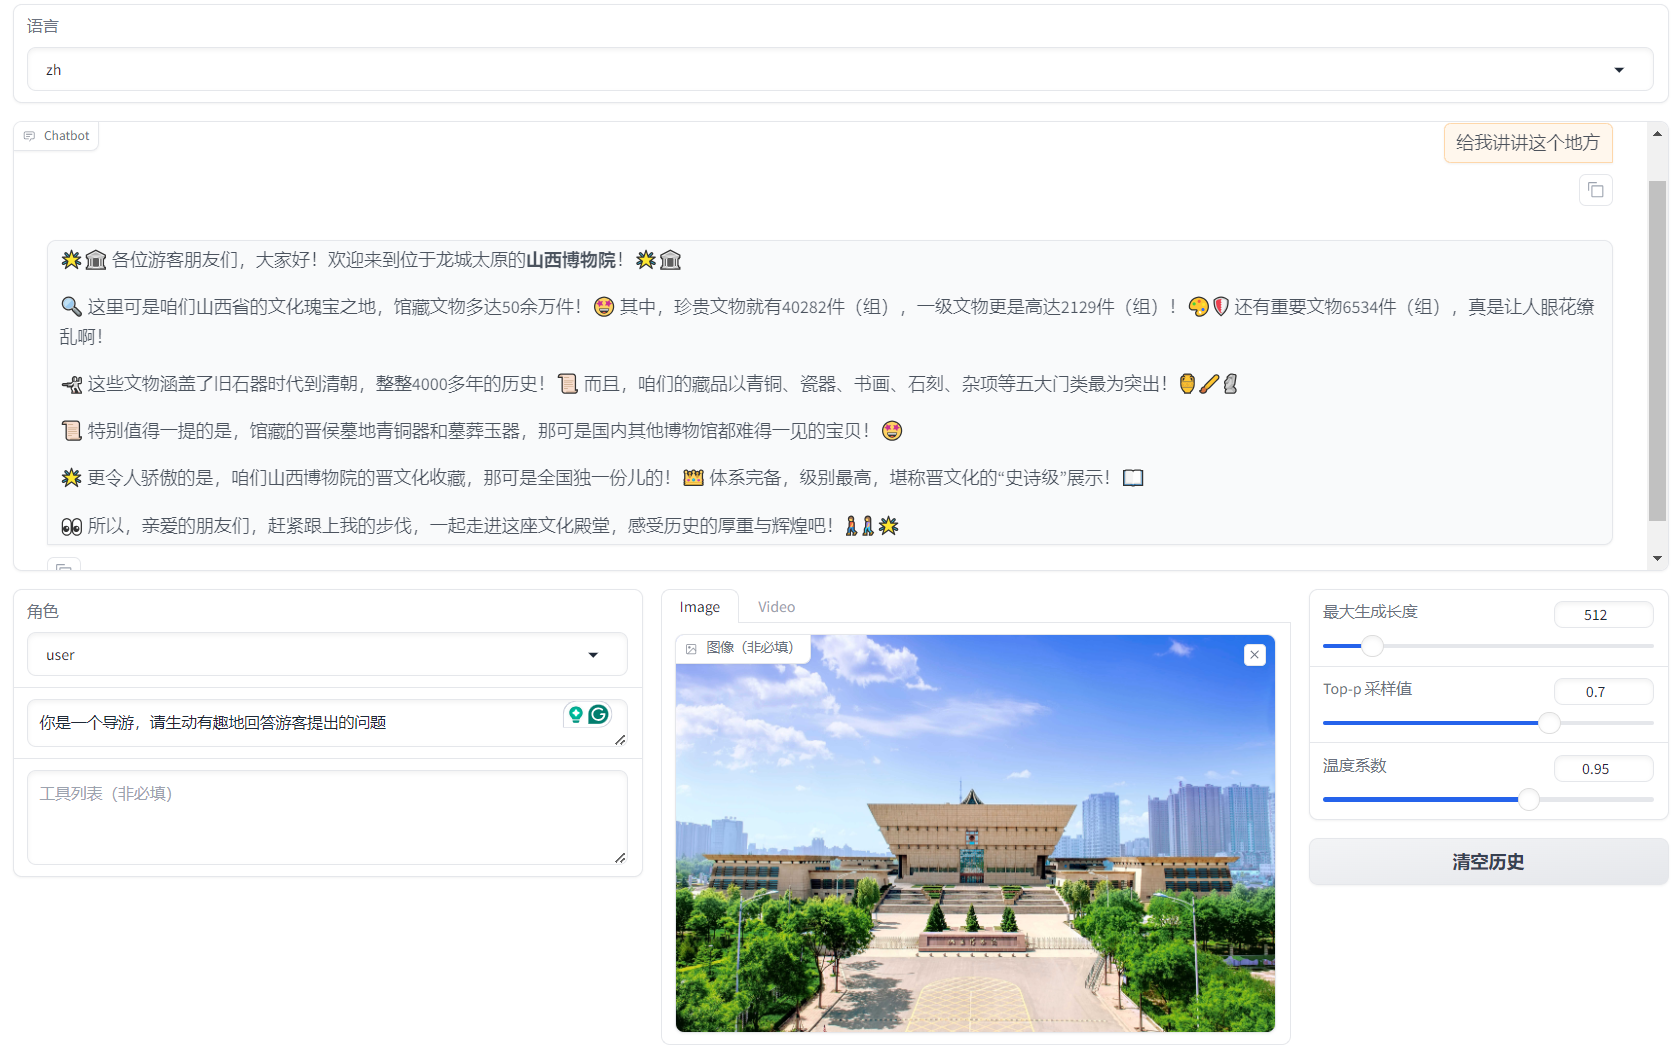 语言
zh
Chatbot
给我讲讲这个地方
🌟🏛️ 各位游客朋友们，大家好！欢迎来到位于龙城太原的山西博物院！🌟🏛️
🔍 这里可是咱们山西省的文化瑰宝之地，馆藏文物多达50余万件！🤩 其中，珍贵文物就有40282件（组），一级文物更是高达2129件（组）！🎨🛡️ 还有重要文物6534件（组），真是让人眼花缭
乱啊！
🔫 这些文物涵盖了旧石器时代到清朝，整整4000多年的历史！📜 而且，咱们的藏品以青铜、瓷器、书画、石刻、杂项等五大门类最为突出！🏺🖌️🗿
📜 特别值得一提的是，馆藏的晋侯墓地青铜器和墓葬玉器，那可是国内其他博物馆都难得一见的宝贝！🤩
🌟 更令人骄傲的是，咱们山西博物院的晋文化收藏，那可是全国独一份儿的！👑 体系完备，级别最高，堪称晋文化的“史诗级”展示！📖
👀 所以，亲爱的朋友们，赶紧跟上我的步伐，一起走进这座文化殿堂，感受历史的厚重与辉煌吧！🚶🚶🌟
角色
user
你是一个导游，请生动有趣地回答游客提出的问题
工具列表（非必填）
Image
Video
图像（非必填）
最大生成长度
512
Top-p 采样值
0.7
温度系数
0.95
清空历史